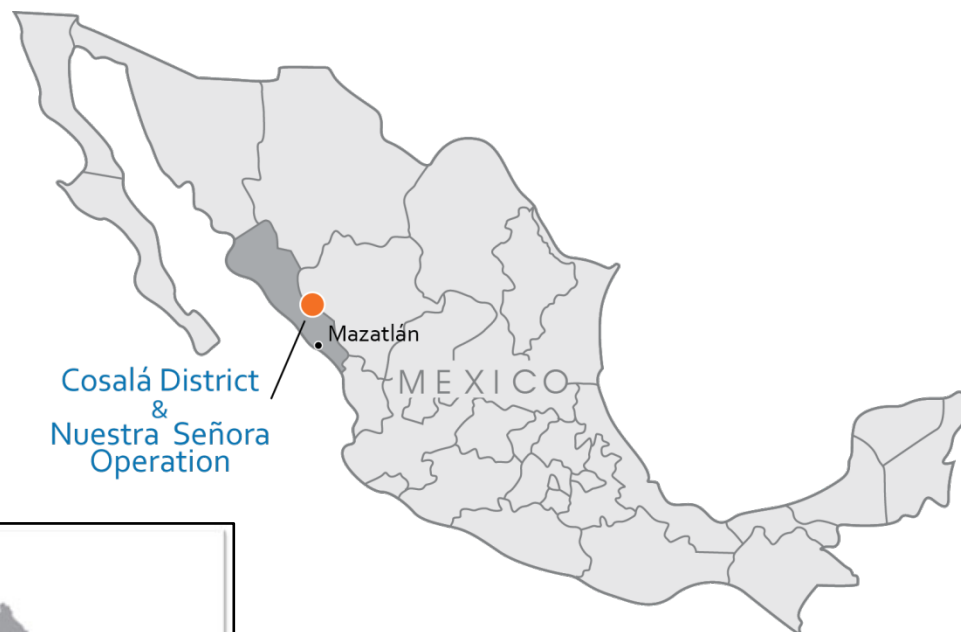 Mazatlán
MEXICO
Cosalá District
&
Nuestra Señora
Operation